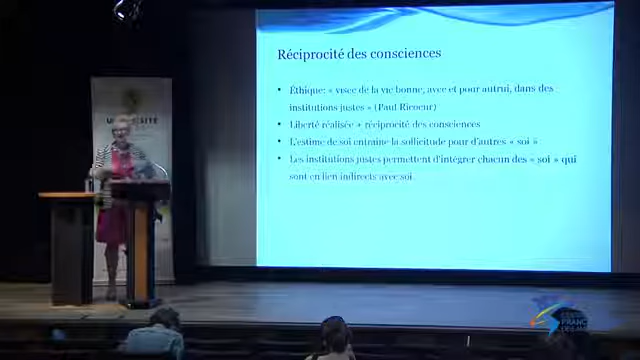 Réciprocité des consciences
• Éthique: « visée de la vie bonne, avec et pour autrui, dans des
institutions justes » (Paul Ricoeur)
• Liberté réalisée + réciprocité des consciences
• L'estime de soi entraine la sollicitude pour d'autres « soi »
• Les institutions justes permettent d'intégrer chacun des « soi » qui
sont en lien indirects avec soi